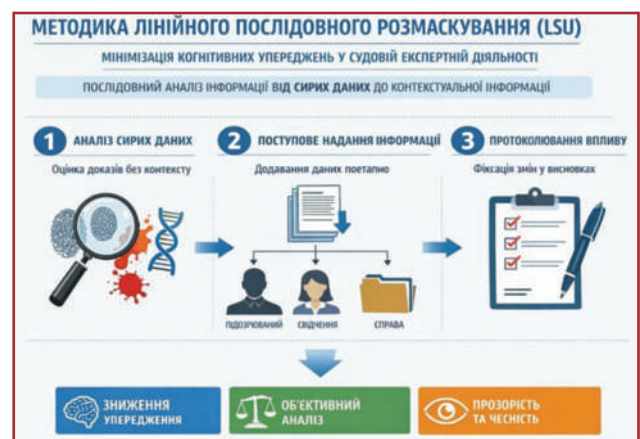 МЕТОДИКА ЛІНІЙНОГО ПОСЛІДОВНОГО РОЗМАСКУВАННЯ (LSU)
МІНІМІЗАЦІЯ КОГНІТИВНИХ УПЕРЕДЖЕНЬ У СУДОВІЙ ЕКСПЕРТНІЙ ДІЯЛЬНОСТІ
ПОСЛІДОВНИЙ АНАЛІЗ ІНФОРМАЦІЇ ВІД СИРИХ ДАНИХ ДО КОНТЕКСТУАЛЬНОЇ ІНФОРМАЦІЇ
1 АНАЛІЗ СИРИХ ДАНИХ
Оцінка доказів без контексту
2 ПОСТУПОВЕ НАДАННЯ ІНФОРМАЦІЇ
Додавання даних поетапно
ПІДОЗРЮВАНИЙ
СВІДЧЕННЯ
СПРАВА
3 ПРОТОКОЛЮВАННЯ ВПЛИВУ
Фіксація змін у висновках
ЗНИЖЕННЯ
УПЕРЕДЖЕННЯ
ОБ'ЄКТИВНИЙ
АНАЛІЗ
ПРОЗОРІСТЬ
ТА ЧЕСНІСТЬ